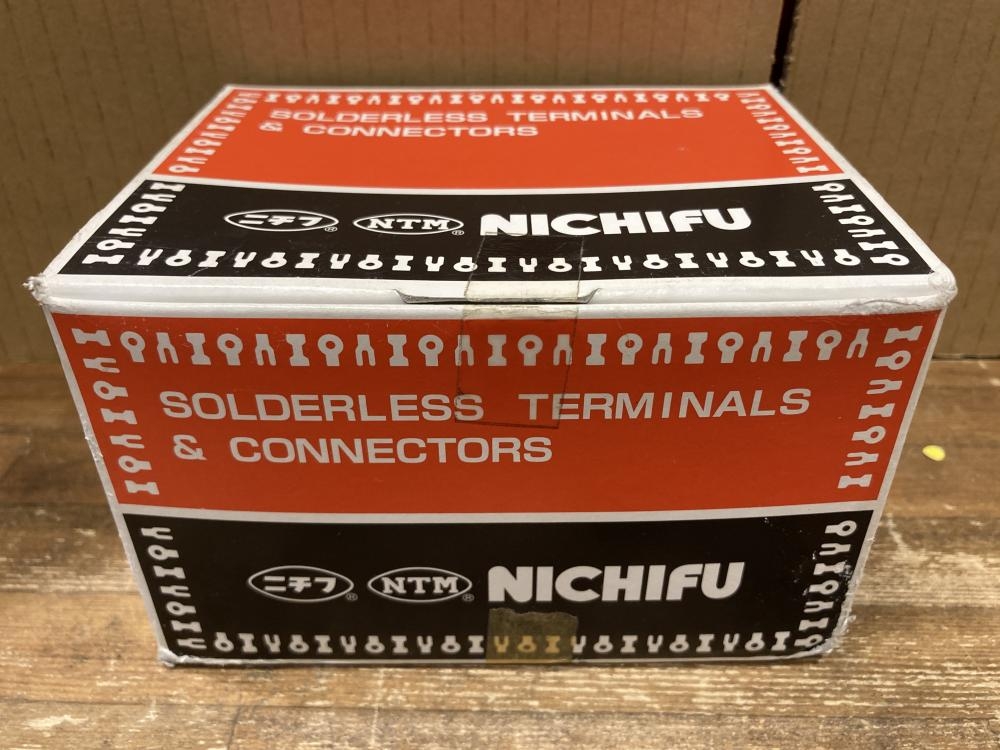 SOLDERLESS TERMINALS
& CONNECTORS
ニチフ® NTM® NICHIFU
SOLDERLESS TERMINALS
& CONNECTORS
ニチフ® NTM® NICHIFU